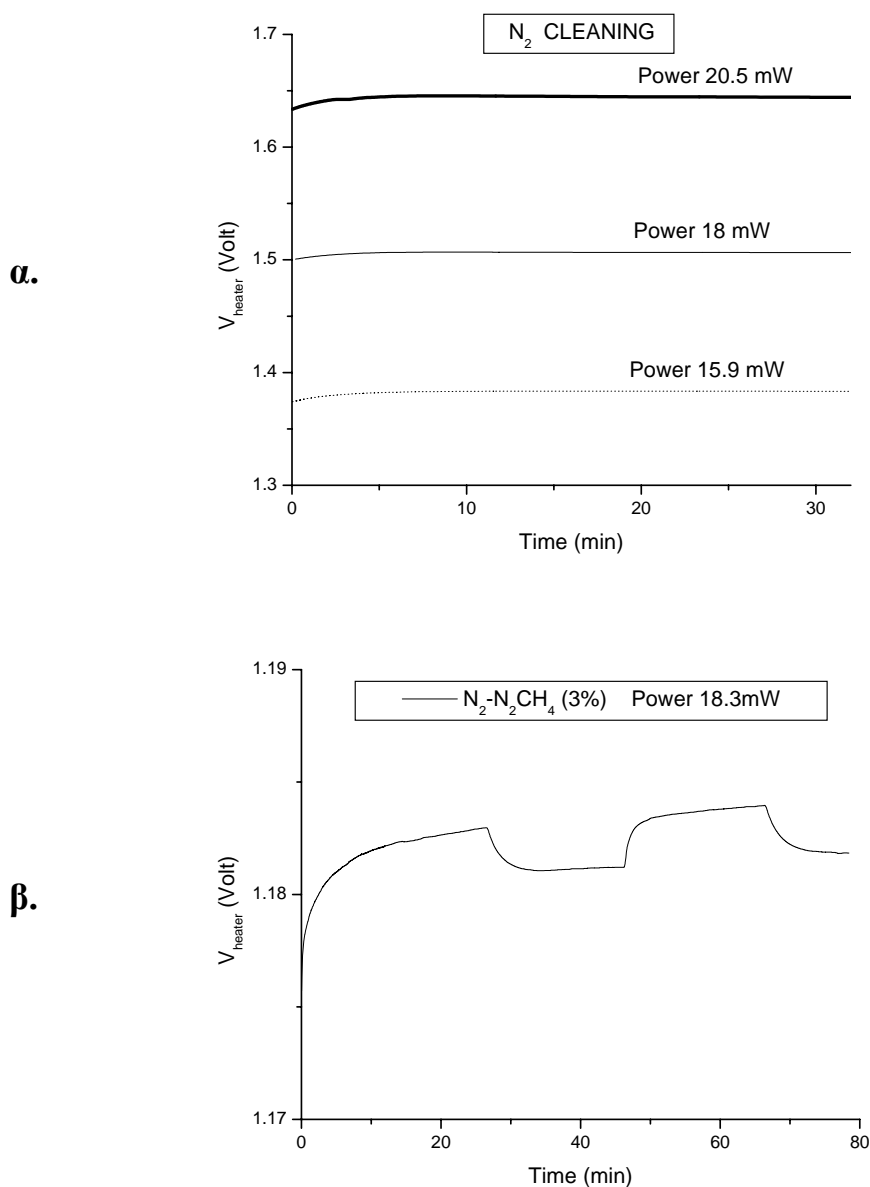 α.
N₂ CLEANING
Power 20.5 mW
Power 18 mW
Power 15.9 mW
V_heater (Volt)
1.7
1.6
1.5
1.4
1.3
0 10 20 30
Time (min)
β.
N₂-N₂CH₄ (3%) Power 18.3mW
V_heater (Volt)
1.19
1.18
1.17
0 20 40 60 80
Time (min)